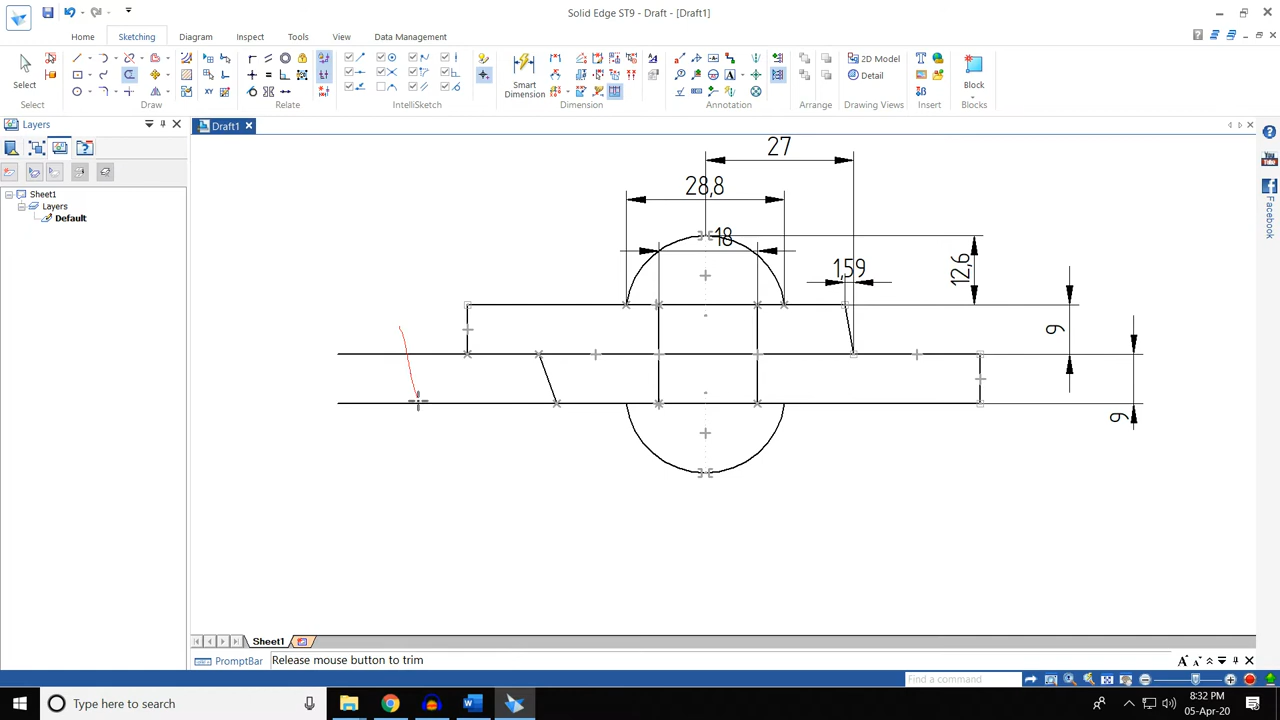 Solid Edge ST9 - Draft - [Draft1]
Home Sketching Diagram Inspect Tools View Data Management
Select
Smart Dimension
2D Model
Detail
Block
Select Draw Relate IntelliSketch Dimension Annotation Arrange Drawing Views Insert Blocks
Layers
Draft1
Sheet1
Layers
Default
27
28,8
18
1,59
12,6
9
9
Facebook
You Tube
Sheet1
PromptBar Release mouse button to trim
Find a command
Type here to search
8:32 PM
05-Apr-20